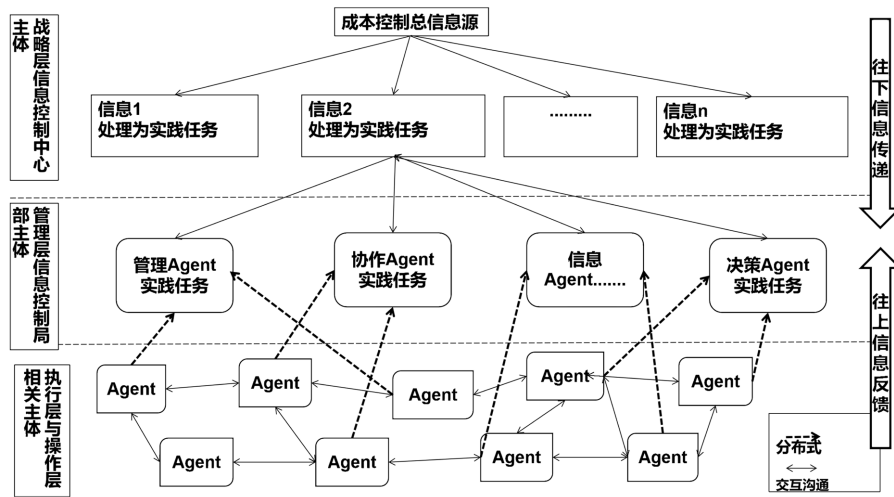 成本控制总信息源
战略层信息控制中心
主体
信息1
处理为实践任务
信息2
处理为实践任务
.........
信息n
处理为实践任务
往下信息传递
管理层信息控制局
部主体
管理Agent
实践任务
协作Agent
实践任务
信息
Agent.......
决策Agent
实践任务
往上信息反馈
执行层与操作层
相关主体
Agent
Agent
Agent
Agent
Agent
Agent
Agent
Agent
Agent
分布式
交互沟通